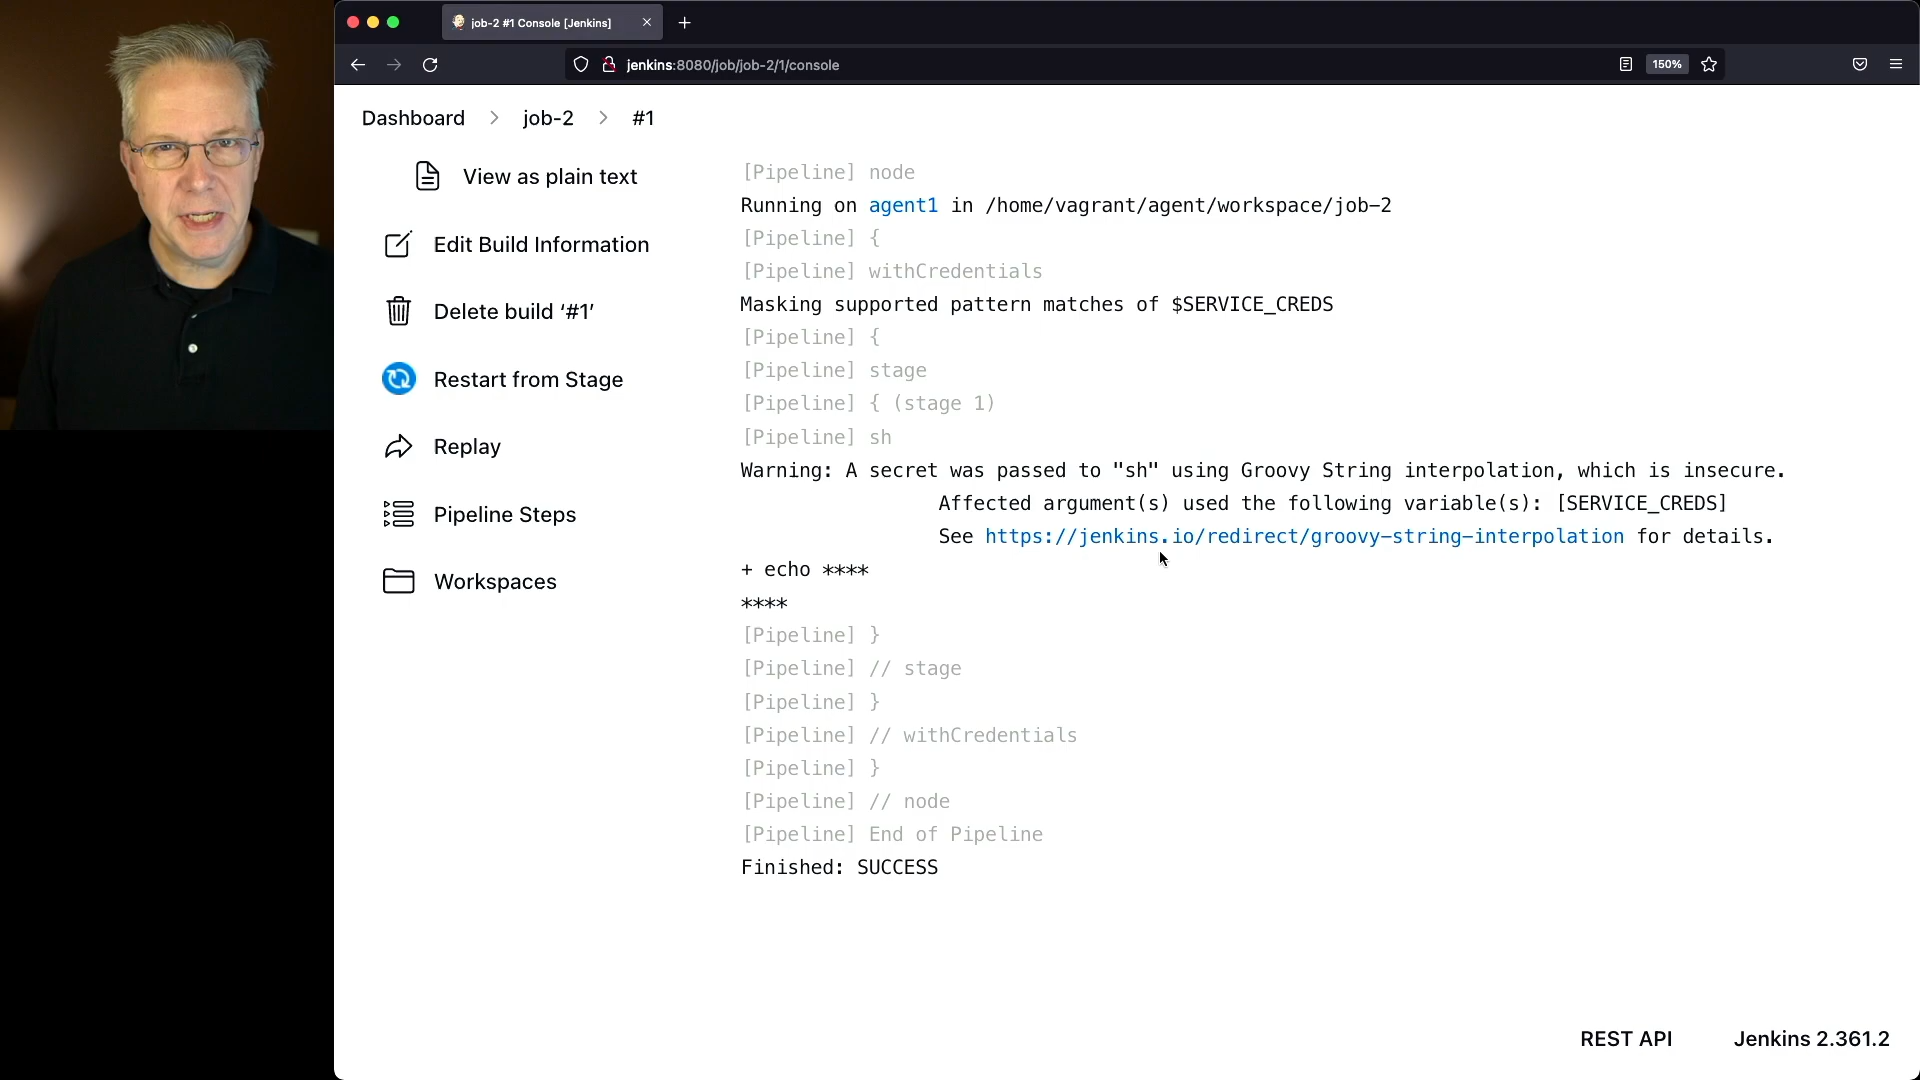 job-2 #1 Console [Jenkins]
jenkins:8080/job/job-2/1/console
150%
Dashboard
job-2
#1
View as plain text
Edit Build Information
Delete build ‘#1’
Restart from Stage
Replay
Pipeline Steps
Workspaces
[Pipeline] node
Running on agent1 in /home/vagrant/agent/workspace/job-2
[Pipeline] {
[Pipeline] withCredentials
Masking supported pattern matches of $SERVICE_CREDS
[Pipeline] {
[Pipeline] stage
[Pipeline] { (stage 1)
[Pipeline] sh
Warning: A secret was passed to "sh" using Groovy String interpolation, which is insecure.
Affected argument(s) used the following variable(s): [SERVICE_CREDS]
See https://jenkins.io/redirect/groovy-string-interpolation for details.
+ echo ****
****
[Pipeline] }
[Pipeline] // stage
[Pipeline] }
[Pipeline] // withCredentials
[Pipeline] }
[Pipeline] // node
[Pipeline] End of Pipeline
Finished: SUCCESS
REST API
Jenkins 2.361.2